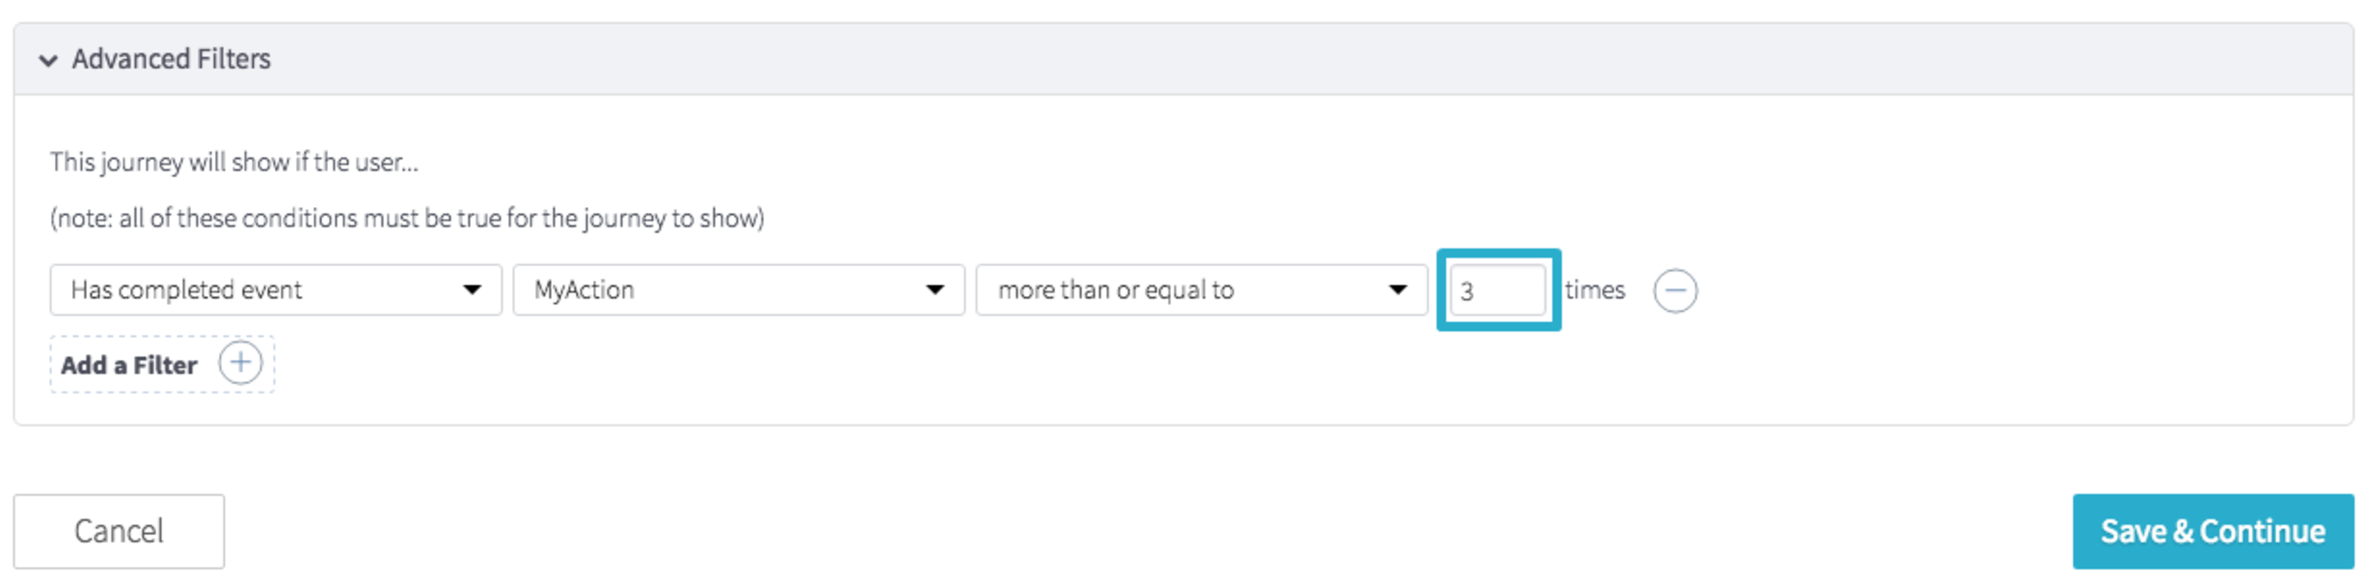 Advanced Filters
This journey will show if the user...
(note: all of these conditions must be true for the journey to show)
Has completed event MyAction more than or equal to 3 times
Add a Filter
Cancel Save & Continue